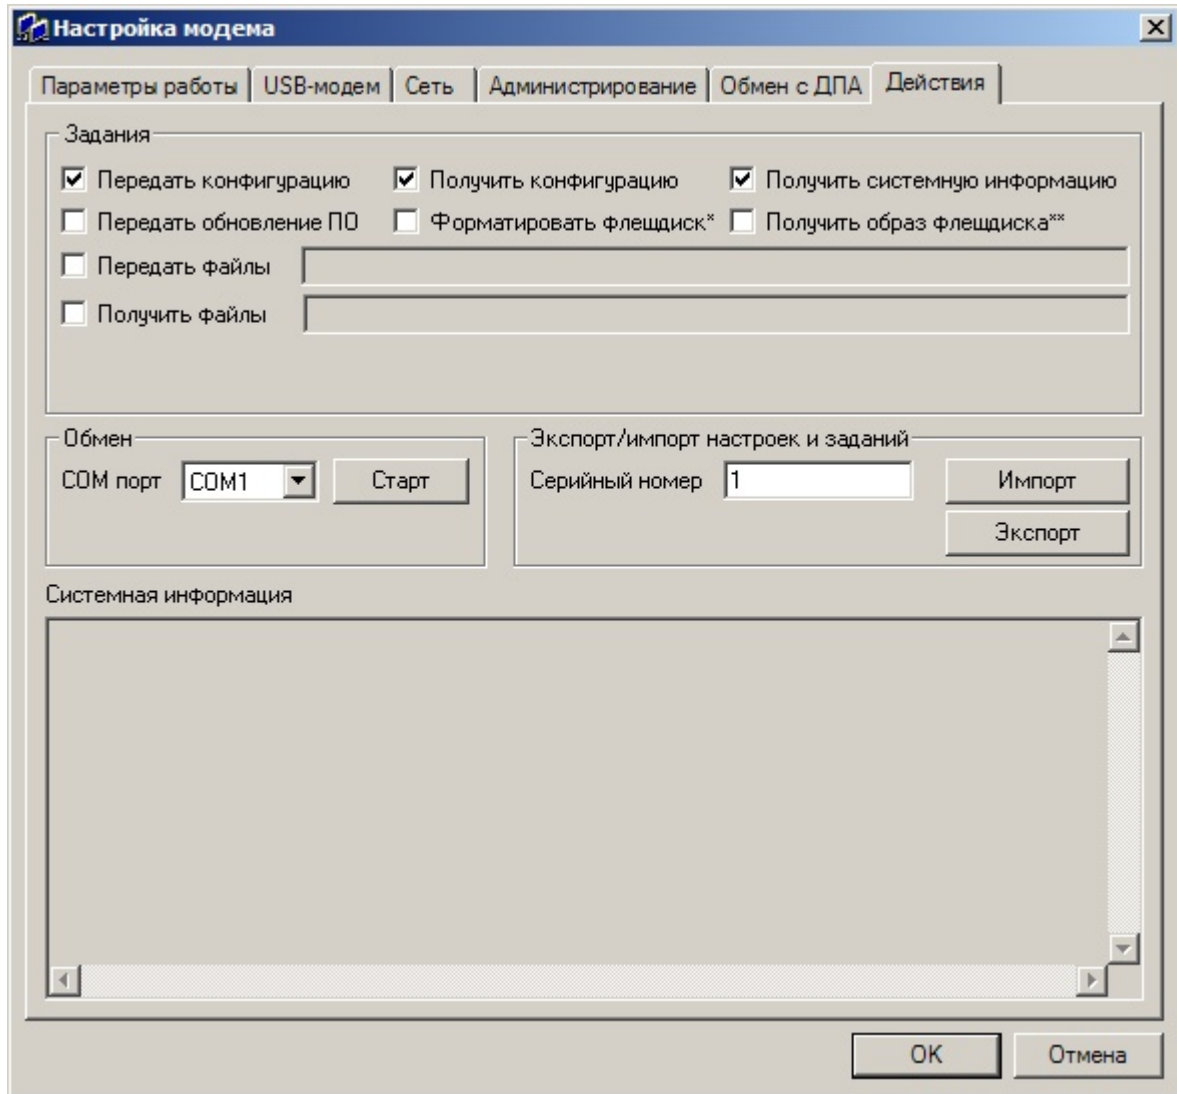 Настройка модема
Параметры работы USB-модем Сеть Администрирование Обмен с ДПА Действия
Задания
Передать конфигурацию Получить конфигурацию Получить системную информацию
Передать обновление ПО Форматировать флешдиск* Получить образ флешдиска**
Передать файлы
Получить файлы
Обмен Экспорт/импорт настроек и заданий
COM порт COM1 Старт Серийный номер 1 Импорт
Экспорт
Системная информация
OK Отмена